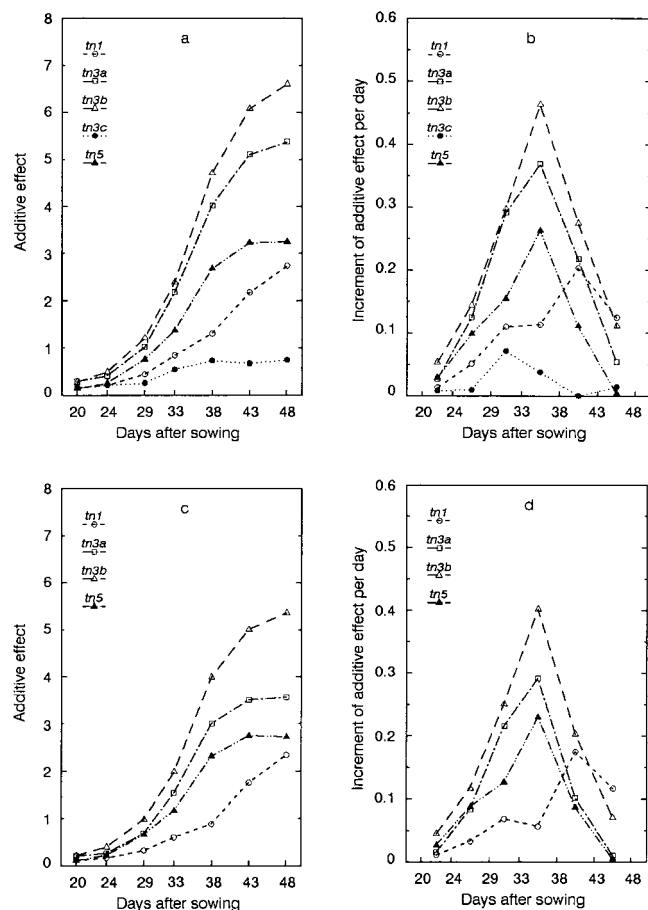 a
8
7
6
5
4
3
2
1
0
Additive effect
tn1
tn3a
tn3b
tn3c
tn5
20 24 29 33 38 43 48
Days after sowing
b
0.6
0.5
0.4
0.3
0.2
0.1
0
Increment of additive effect per day
tn1
tn3a
tn3b
tn3c
tn5
20 24 29 33 38 43 48
Days after sowing
c
8
7
6
5
4
3
2
1
0
Additive effect
tn1
tn3a
tn3b
tn5
20 24 29 33 38 43 48
Days after sowing
d
0.6
0.5
0.4
0.3
0.2
0.1
0
Increment of additive effect per day
tn1
tn3a
tn3b
tn5
20 24 29 33 38 43 48
Days after sowing